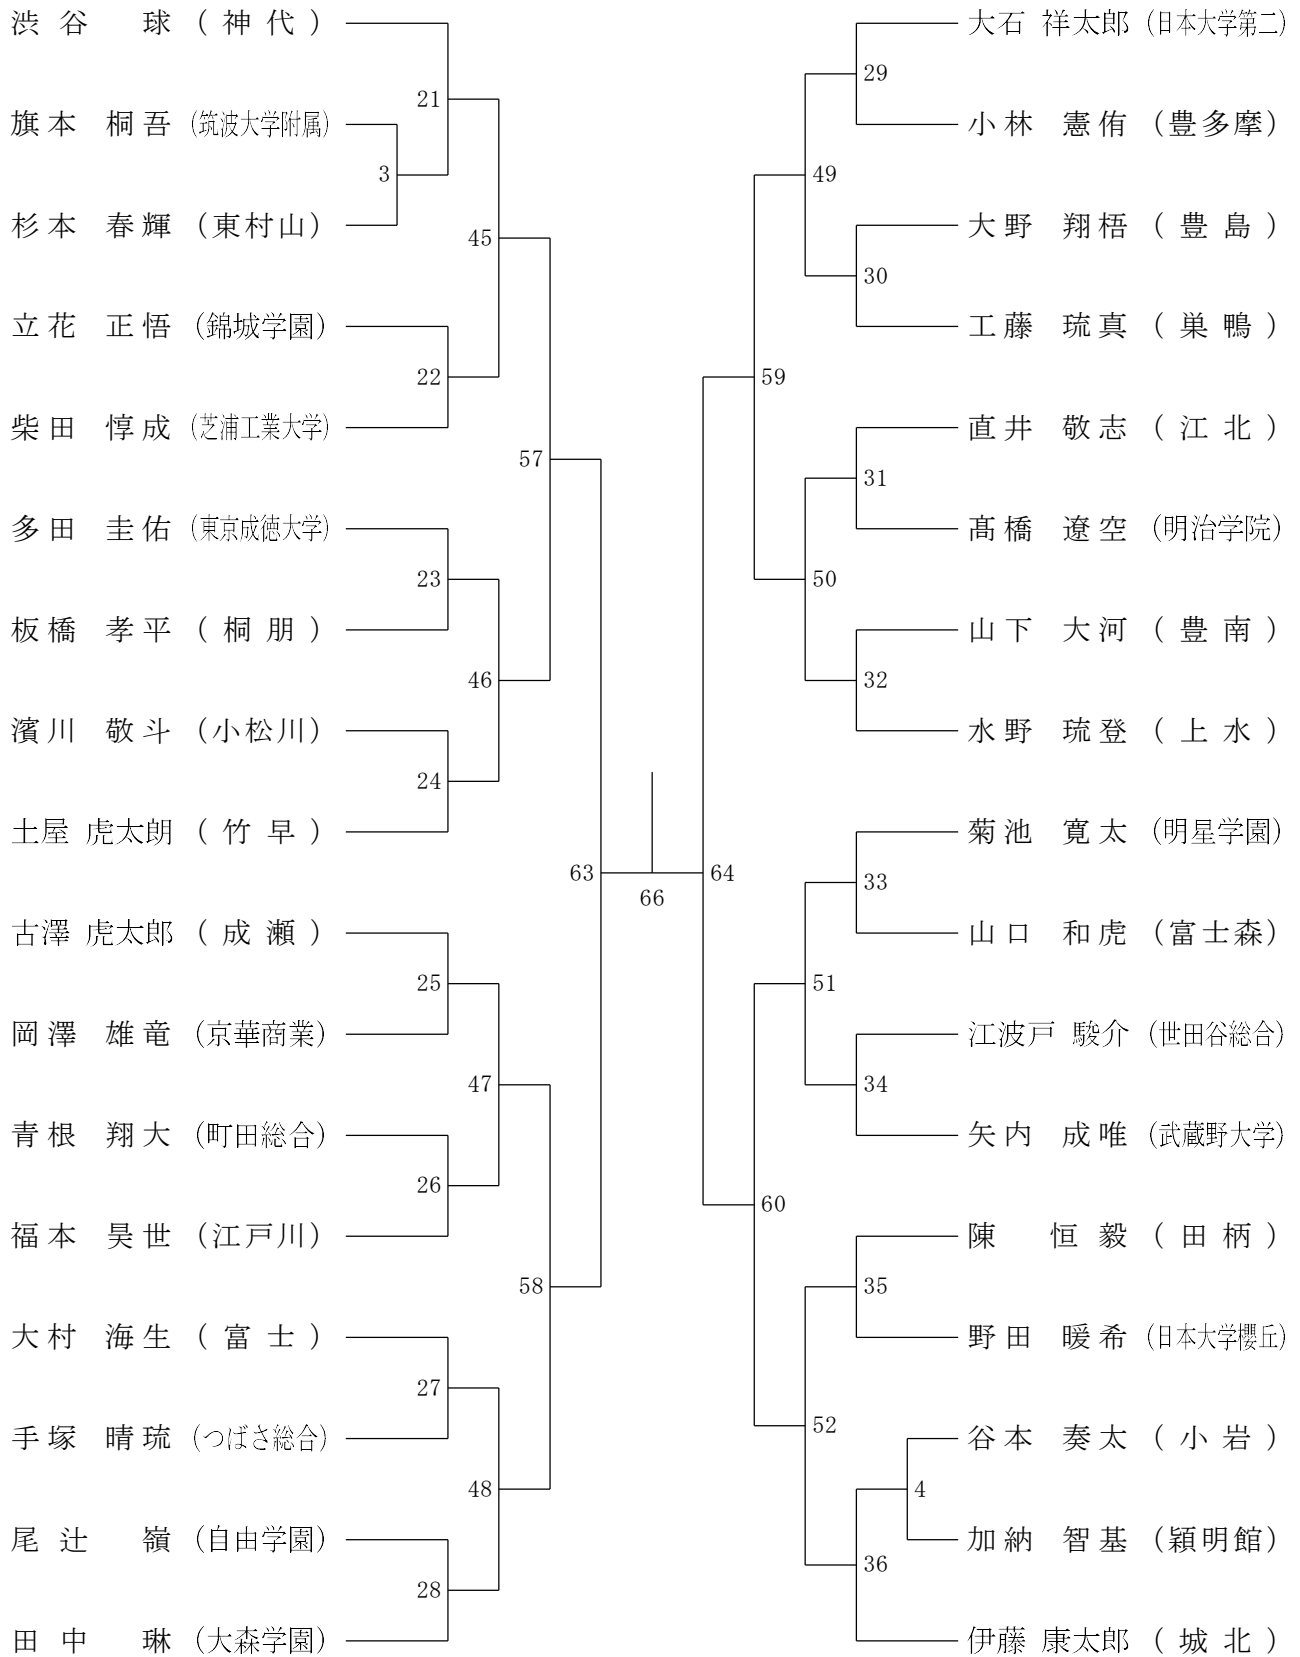 渋谷 球 (神代)
旗本 桐吾 (筑波大学附属)
杉本 春輝 (東村山)
立花 正悟 (錦城学園)
柴田 惇成 (芝浦工業大学)
多田 圭佑 (東京成徳大学)
板橋 孝平 (桐朋)
濱川 敬斗 (小松川)
土屋 虎太朗 (竹早)
古澤 虎太郎 (成瀬)
岡澤 雄竜 (京華商業)
青根 翔大 (町田総合)
福本 昊世 (江戸川)
大村 海生 (富士)
手塚 晴琉 (つばさ総合)
尾辻 嶺 (自由学園)
田中 琳 (大森学園)
21
3
45
22
57
23
46
24
63
25
47
26
58
27
48
28
66
64
29
49
30
59
31
50
32
33
51
34
60
35
52
4
36
大石 祥太郎 (日本大学第二)
小林 憲侑 (豊多摩)
大野 翔梧 (豊島)
工藤 琉真 (巣鴨)
直井 敬志 (江北)
髙橋 遼空 (明治学院)
山下 大河 (豊南)
水野 琉登 (上水)
菊池 寛太 (明星学園)
山口 和虎 (富士森)
江波戸 駿介 (世田谷総合)
矢内 成唯 (武蔵野大学)
陳 恒毅 (田柄)
野田 暖希 (日本大学櫻丘)
谷本 奏太 (小岩)
加納 智基 (穎明館)
伊藤 康太郎 (城北)